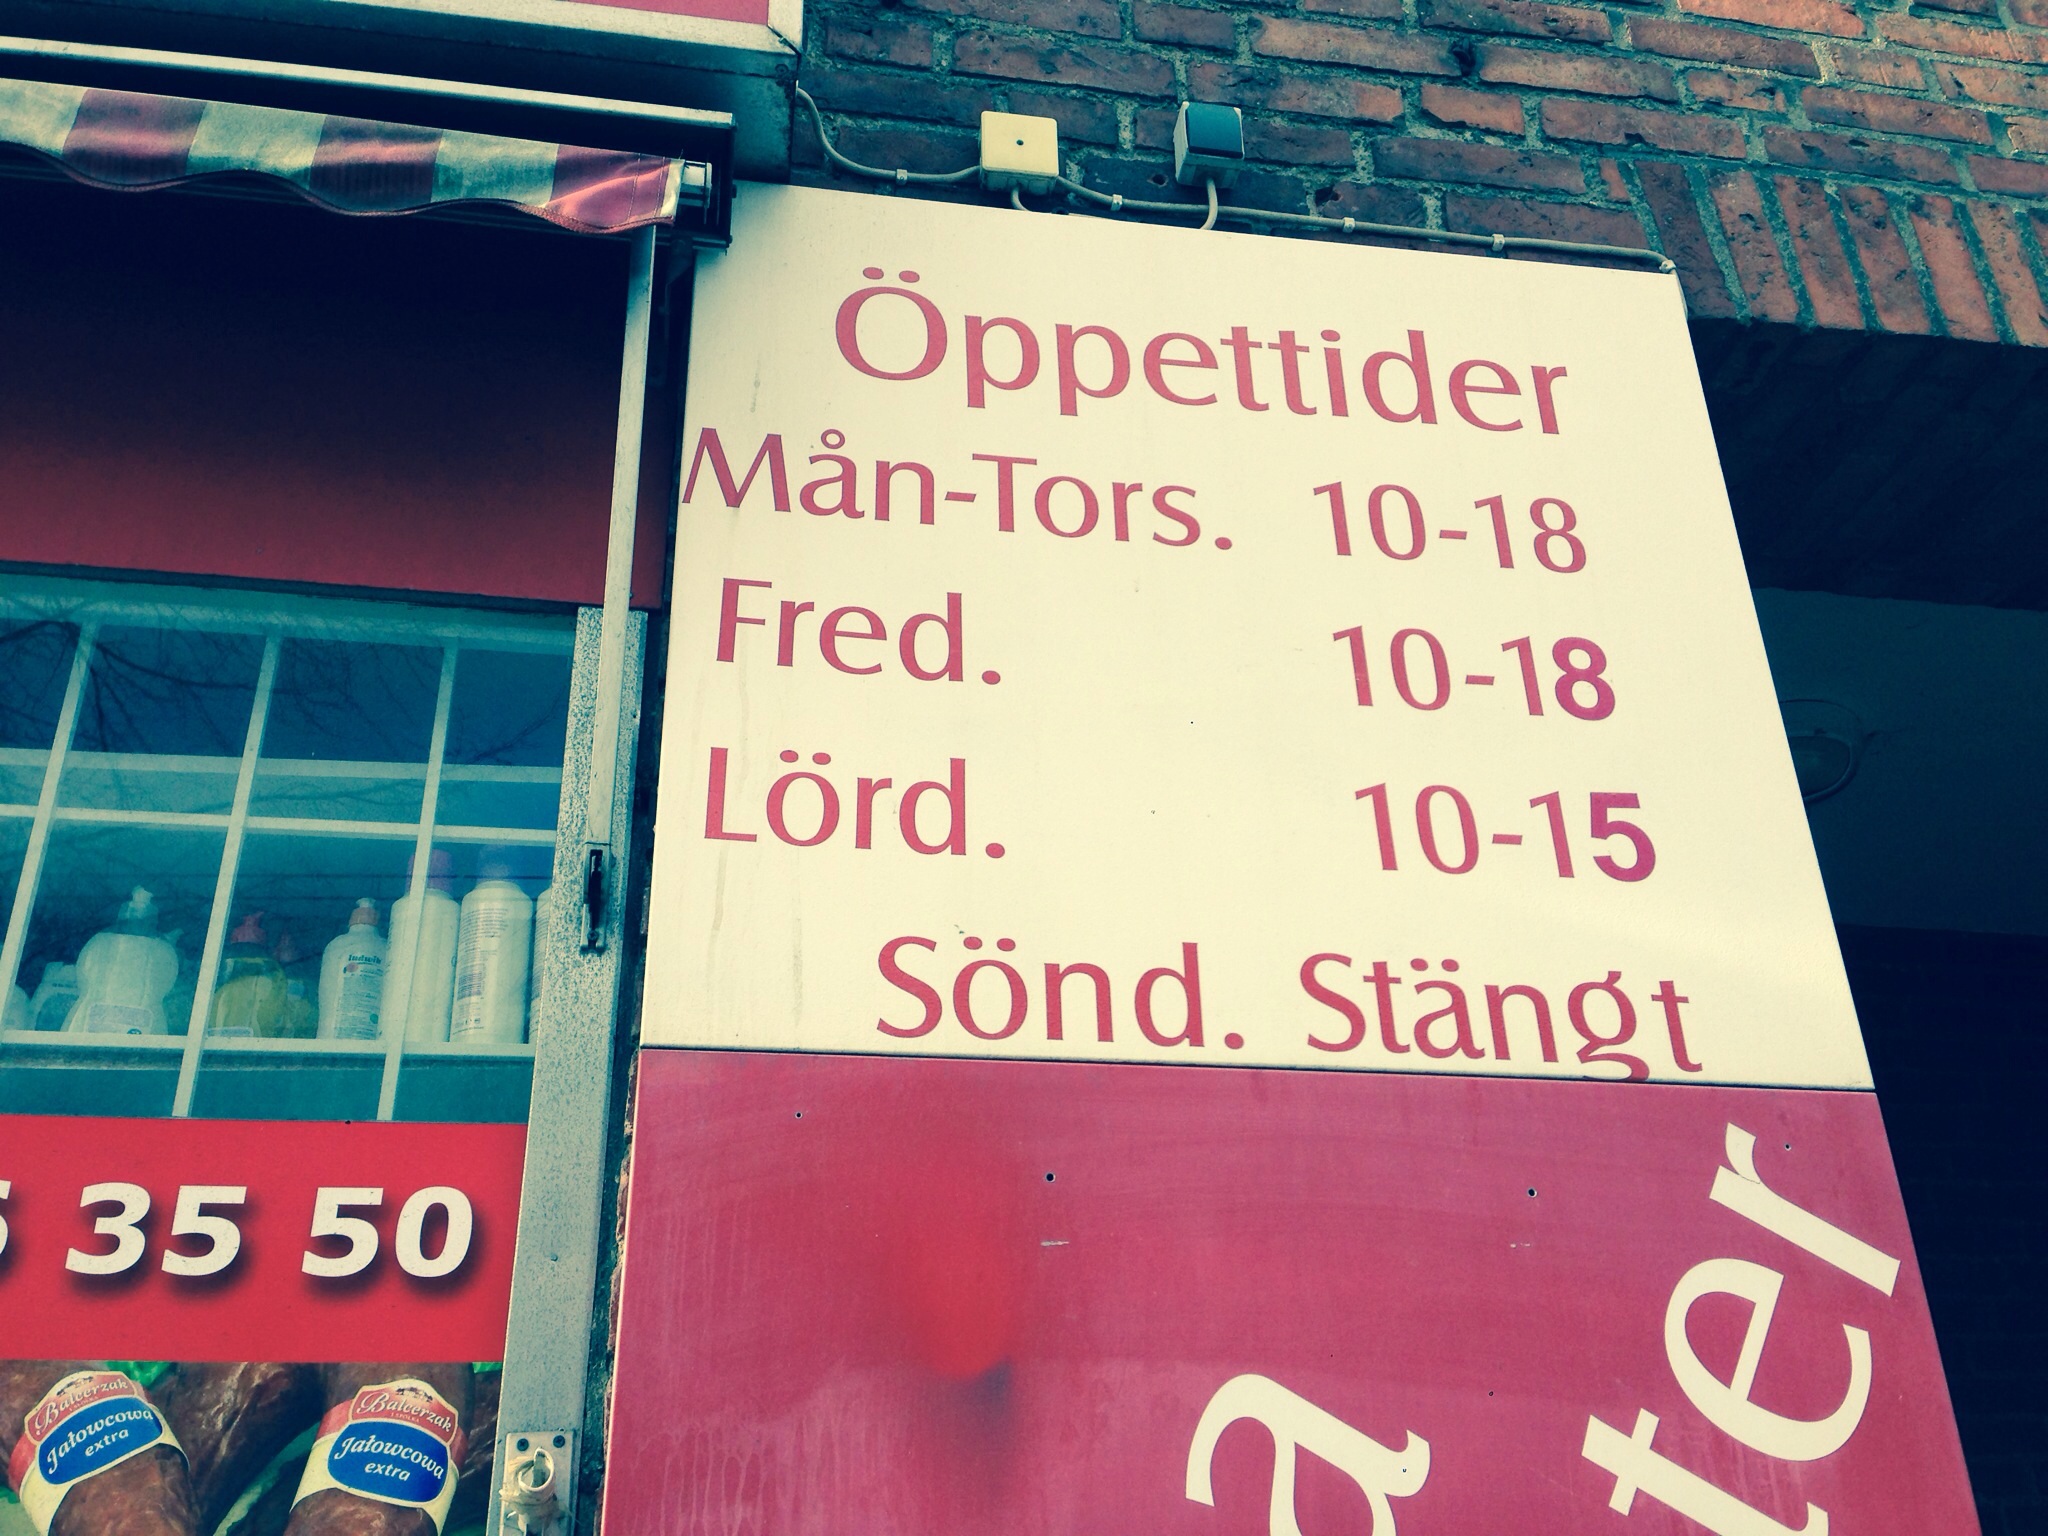 Öppettider
Mån-Tors. 10-18
Fred. 10-18
Lörd. 10-15
Sönd. Stängt
ludwik
35 50
Balcerzak
Jałowcowa
extra
Balcerzak
Jałowcowa
extra
a
ter